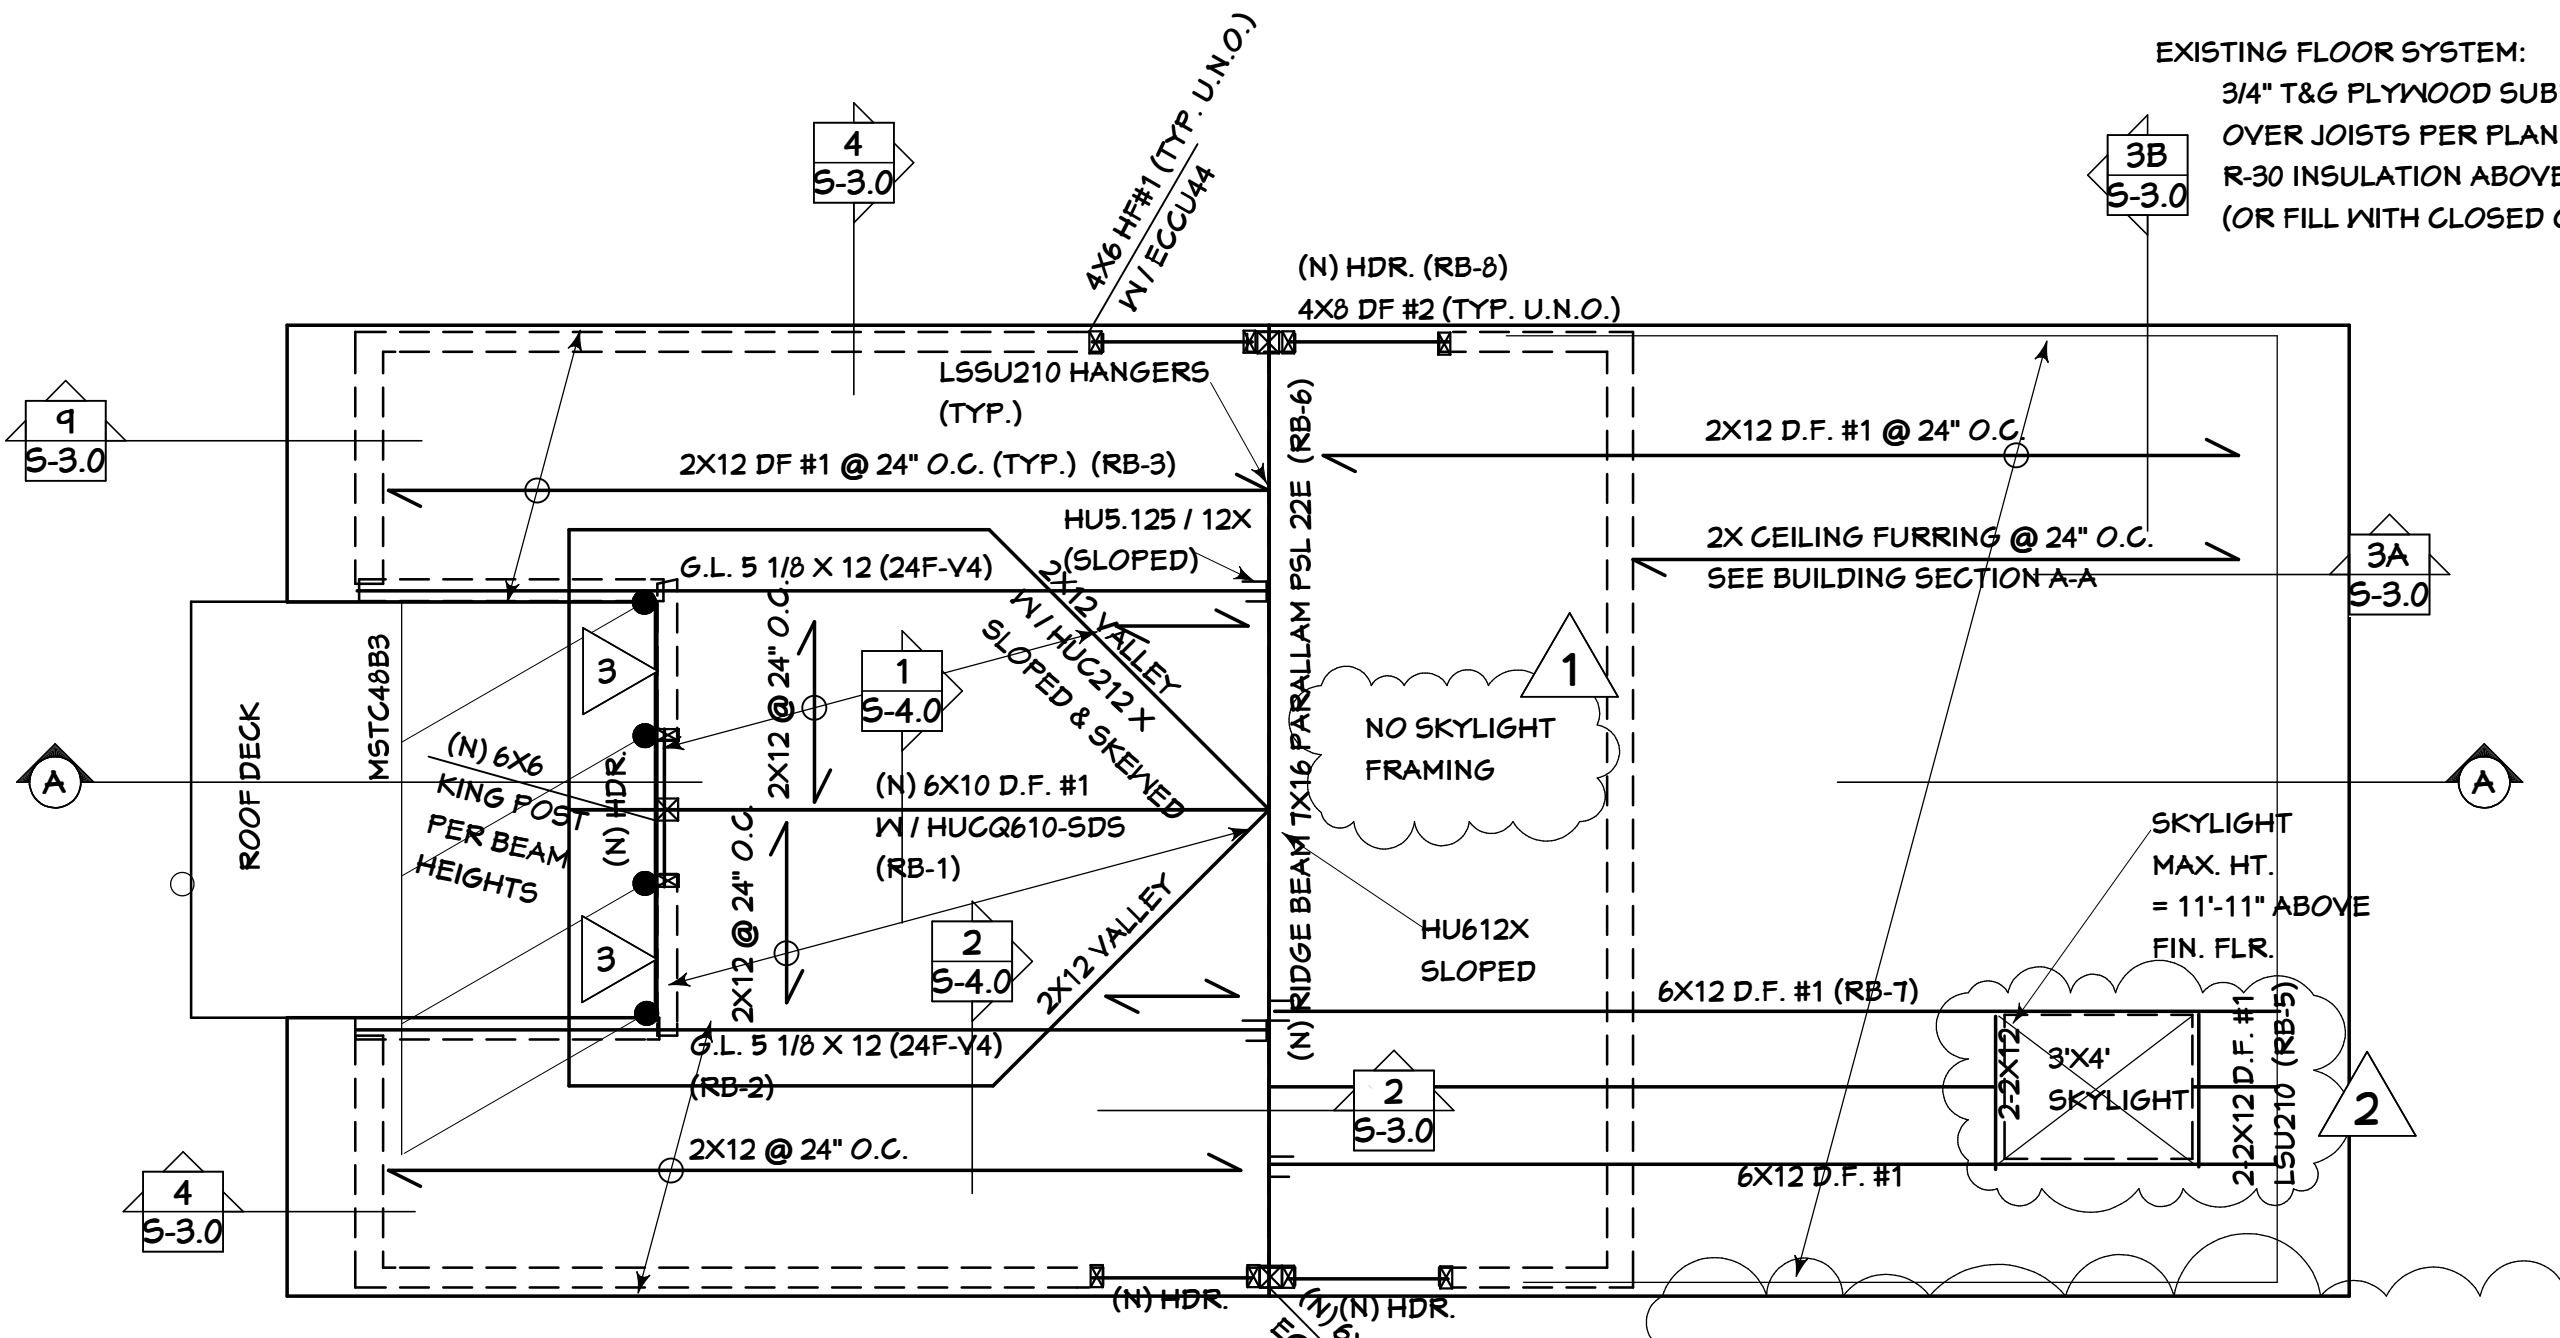 EXISTING FLOOR SYSTEM:
3/4" T&G PLYWOOD SUB
OVER JOISTS PER PLAN
R-30 INSULATION ABOVE
(OR FILL WITH CLOSED
4
S-3.0
4X6 HF#1 (TYP. U.N.O.)
W/ ECCU44
3B
S-3.0
(N) HDR. (RB-8)
4X8 DF #2 (TYP. U.N.O.)
LSSU210 HANGERS
(TYP.)
9
S-3.0
2X12 DF #1 @ 24" O.C. (TYP.) (RB-3)
2X12 D.F. #1 @ 24" O.C.
HU5.125 / 12X
(SLOPED)
2X CEILING FURRING @ 24" O.C.
SEE BUILDING SECTION A-A
3A
S-3.0
G.L. 5 1/8 X 12 (24F-V4)
2X12 VALLEY
W/ HUC212 X
SLOPED & SKEWED
(N) RIDGE BEAM 7X16 PARALLAM PSL 22E (RB-6)
2X12 @ 24" O.C.
3
1
S-4.0
1
NO SKYLIGHT
FRAMING
MSTC48B3
ROOF DECK
(N) 6X6
KING POST
PER BEAM
HEIGHTS
(N) HDR.
A
A
(N) 6X10 D.F. #1
W/ HUCQ610-SDS
(RB-1)
2X12 @ 24" O.C.
SKYLIGHT
MAX. HT.
= 11'-11" ABOVE
FIN. FLR.
3
2
S-4.0
2X12 VALLEY
HU612X
SLOPED
6X12 D.F. #1 (RB-7)
G.L. 5 1/8 X 12 (24F-V4)
(RB-2)
2-2X12
3'X4'
SKYLIGHT
2-2X12 D.F. #1
LSU210 (RB-5)
2
2
S-3.0
2X12 @ 24" O.C.
6X12 D.F. #1
4
S-3.0
(N) HDR.
(N) HDR.